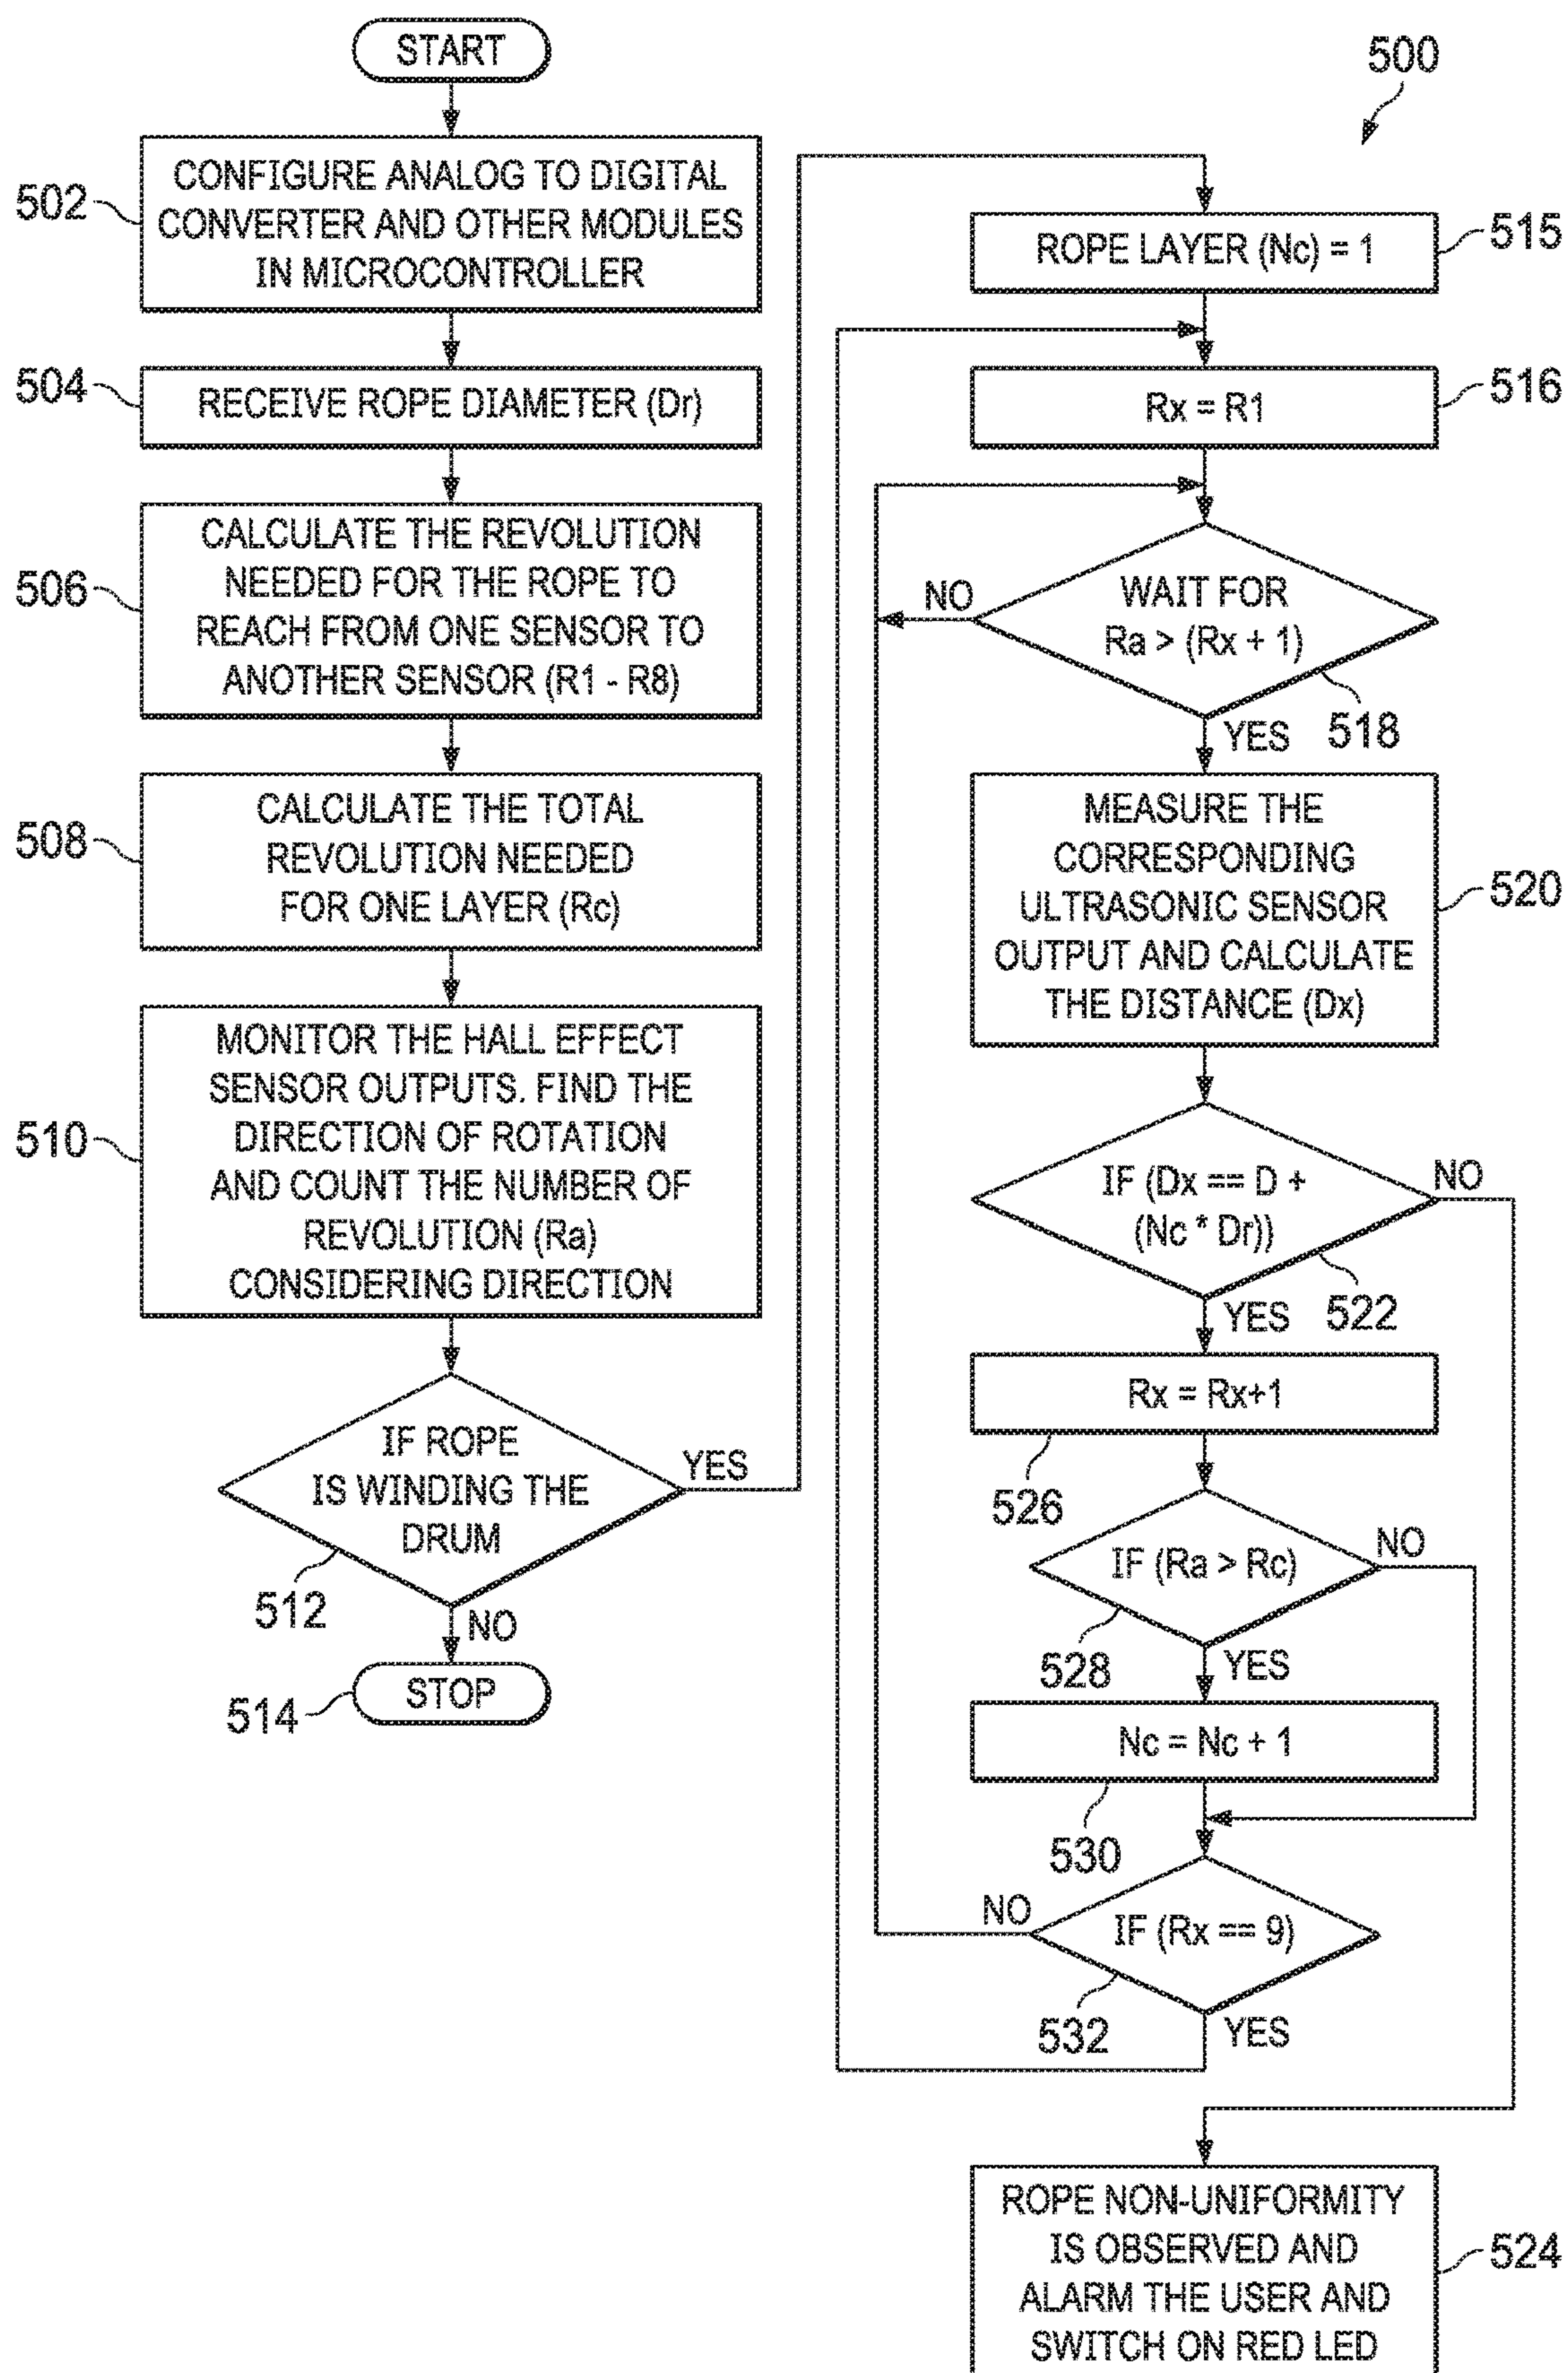 START
500
502
CONFIGURE ANALOG TO DIGITAL
CONVERTER AND OTHER MODULES
IN MICROCONTROLLER
504
RECEIVE ROPE DIAMETER (Dr)
506
CALCULATE THE REVOLUTION
NEEDED FOR THE ROPE TO
REACH FROM ONE SENSOR TO
ANOTHER SENSOR (R1 - R8)
508
CALCULATE THE TOTAL
REVOLUTION NEEDED
FOR ONE LAYER (Rc)
510
MONITOR THE HALL EFFECT
SENSOR OUTPUTS. FIND THE
DIRECTION OF ROTATION
AND COUNT THE NUMBER OF
REVOLUTION (Ra)
CONSIDERING DIRECTION
IF ROPE
IS WINDING THE
DRUM
YES
512
NO
STOP
514
ROPE LAYER (Nc) = 1
515
Rx = R1
516
WAIT FOR
Ra > (Rx + 1)
NO
518
YES
MEASURE THE
CORRESPONDING
ULTRASONIC SENSOR
OUTPUT AND CALCULATE
THE DISTANCE (Dx)
520
IF (Dx == D +
(Nc * Dr))
NO
522
YES
Rx = Rx+1
526
IF (Ra > Rc)
NO
528
YES
Nc = Nc + 1
530
IF (Rx == 9)
NO
532
YES
ROPE NON-UNIFORMITY
IS OBSERVED AND
ALARM THE USER AND
SWITCH ON RED LED
524